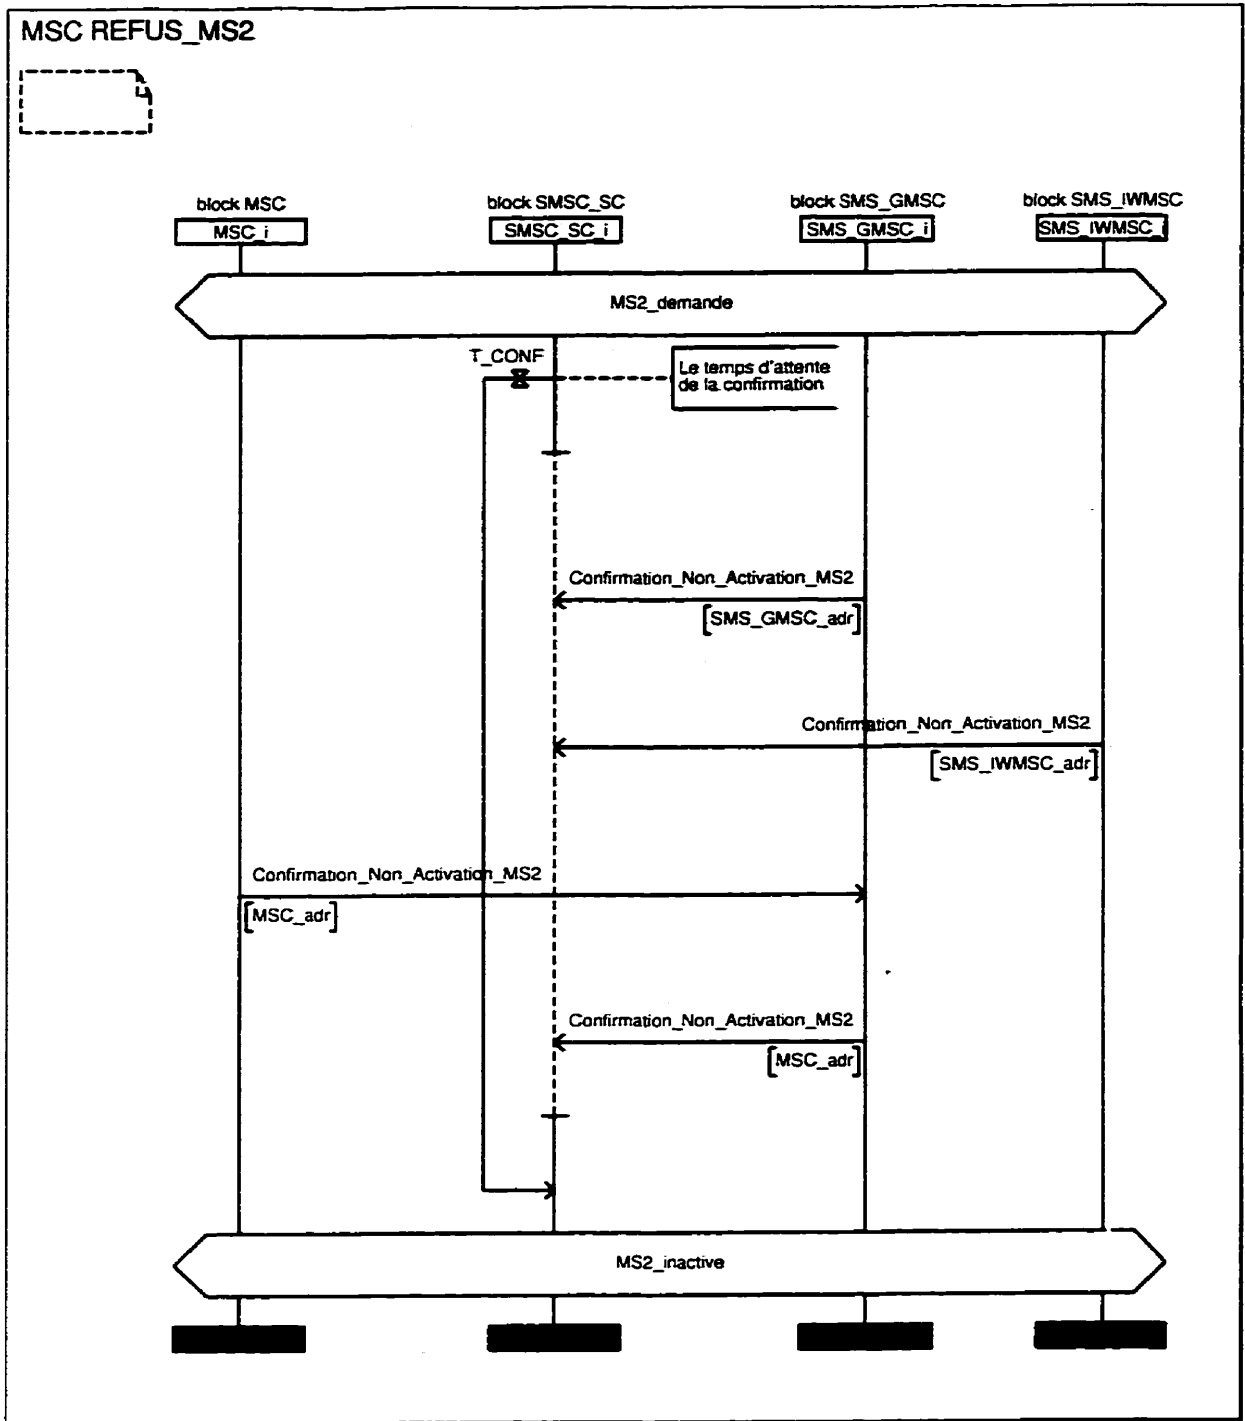 MSC REFUS_MS2
block MSC
MSC_i
block SMSC_SC
SMSC_SC_i
block SMS_GMSC
SMS_GMSC_i
block SMS_IWMSC
SMS_IWMSC_i
MS2_demande
T_CONF
Le temps d'attente
de la confirmation
Confirmation_Non_Activation_MS2
SMS_GMSC_adr
Confirmation_Non_Activation_MS2
SMS_IWMSC_adr
Confirmation_Non_Activation_MS2
MSC_adr
Confirmation_Non_Activation_MS2
MSC_adr
MS2_inactive